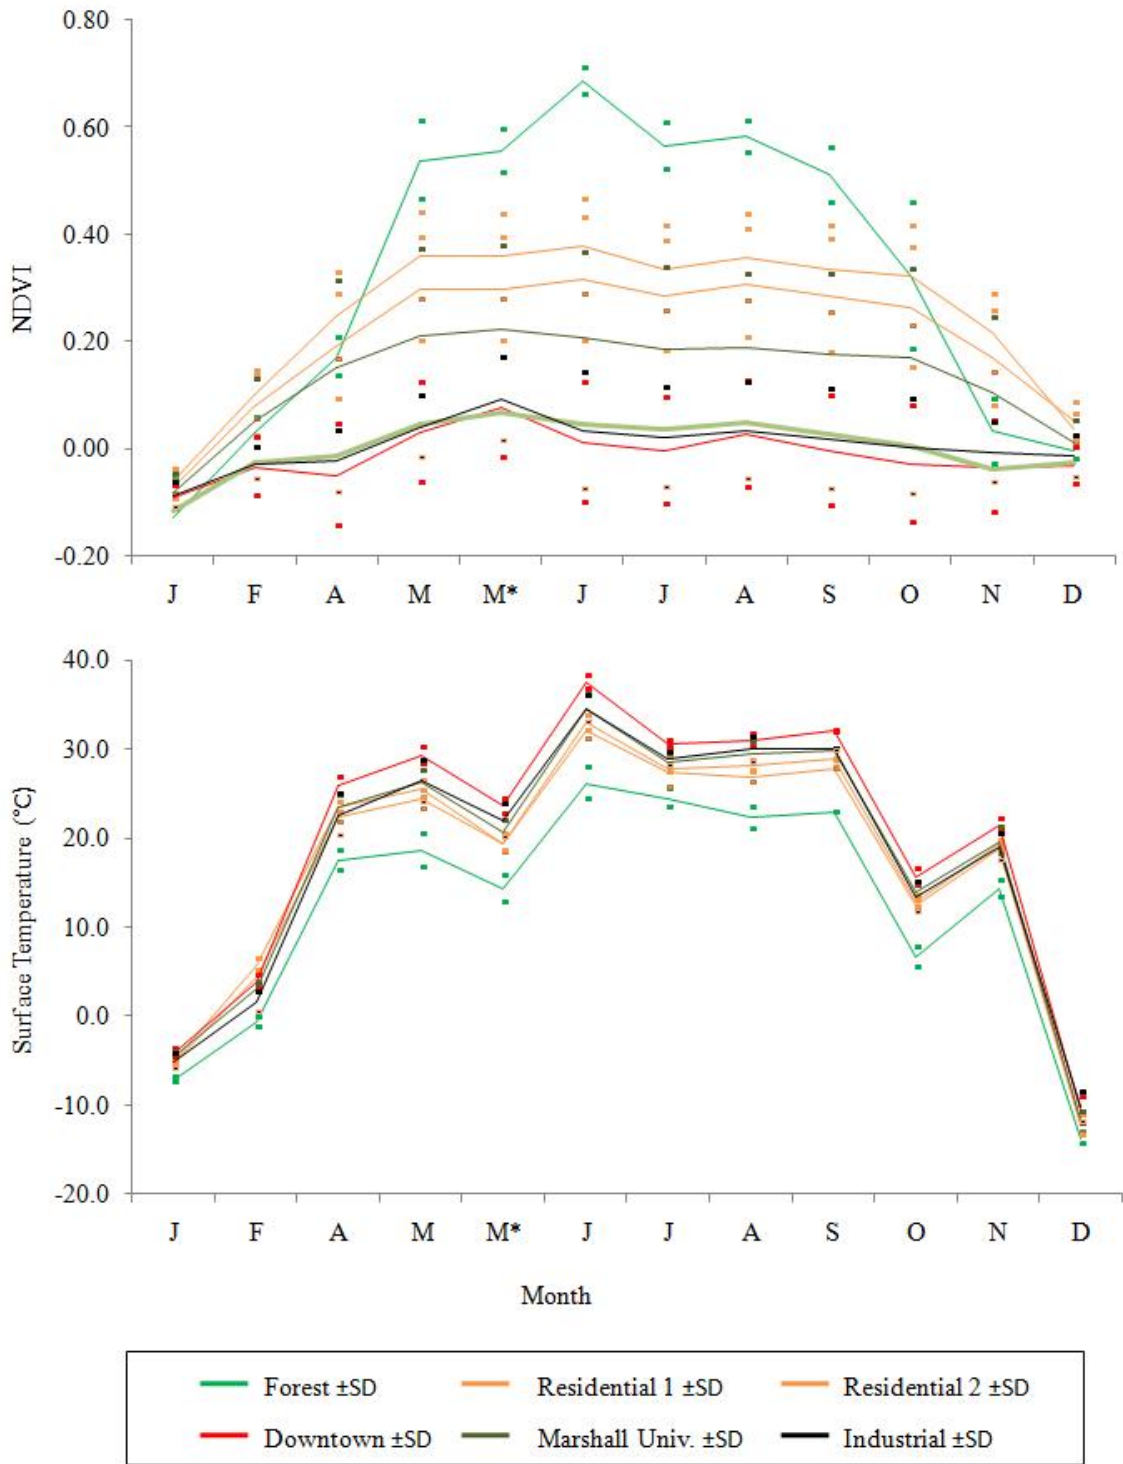 0.80
0.60
0.40
0.20
0.00
-0.20
NDVI
J F A M M* J J A S O N D
40.0
30.0
20.0
10.0
0.0
-10.0
-20.0
Surface Temperature (°C)
J F A M M* J J A S O N D
Month
Forest ±SD Residential 1 ±SD Residential 2 ±SD
Downtown ±SD Marshall Univ. ±SD Industrial ±SD